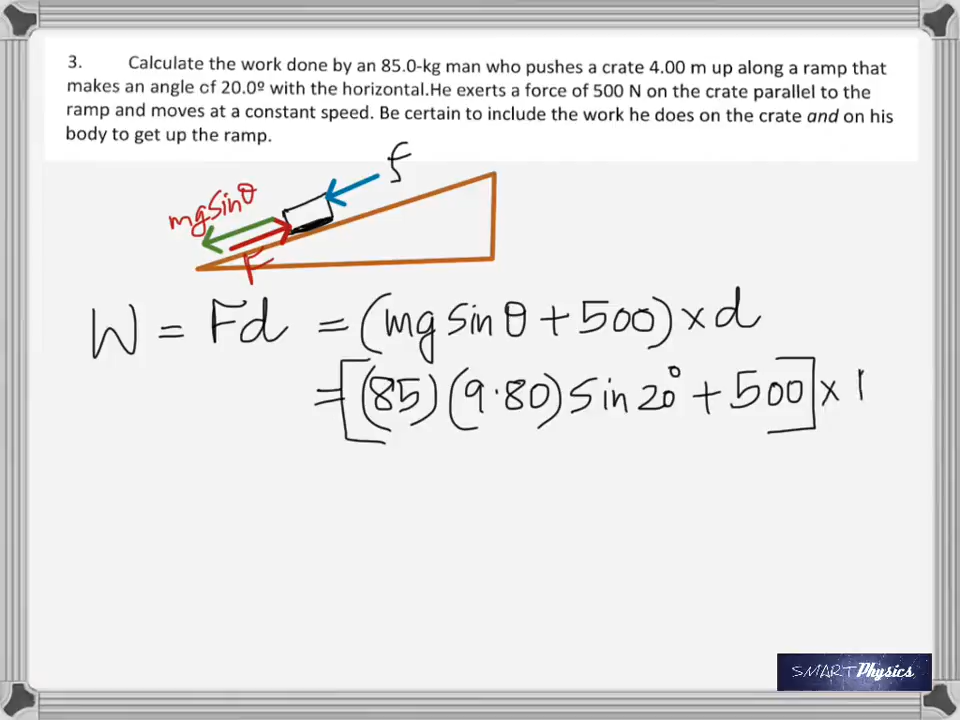 3. Calculate the work done by an 85.0-kg man who pushes a crate 4.00 m up along a ramp that
makes an angle of 20.0º with the horizontal.He exerts a force of 500 N on the crate parallel to the
ramp and moves at a constant speed. Be certain to include the work he does on the crate and on his
body to get up the ramp.
f
mgsinθ
F
W = Fd = (mg sin θ + 500) × d
= [(85)(9.80) Sin 20° + 500] × 1
SMART Physics